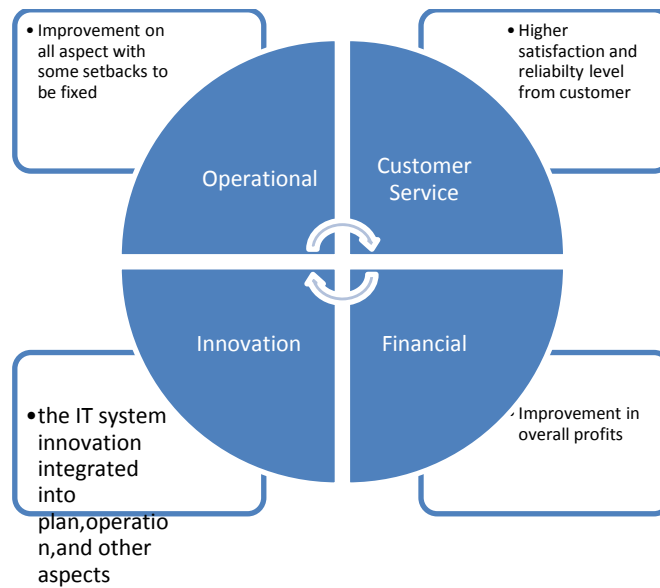 • Improvement on
all aspect with
some setbacks to
be fixed
• Higher
satisfaction and
reliabilty level
from customer
Operational
Customer
Service
Innovation
Financial
•the IT system
innovation
integrated
into
plan,operatio
n,and other
aspects
• Improvement in
overall profits